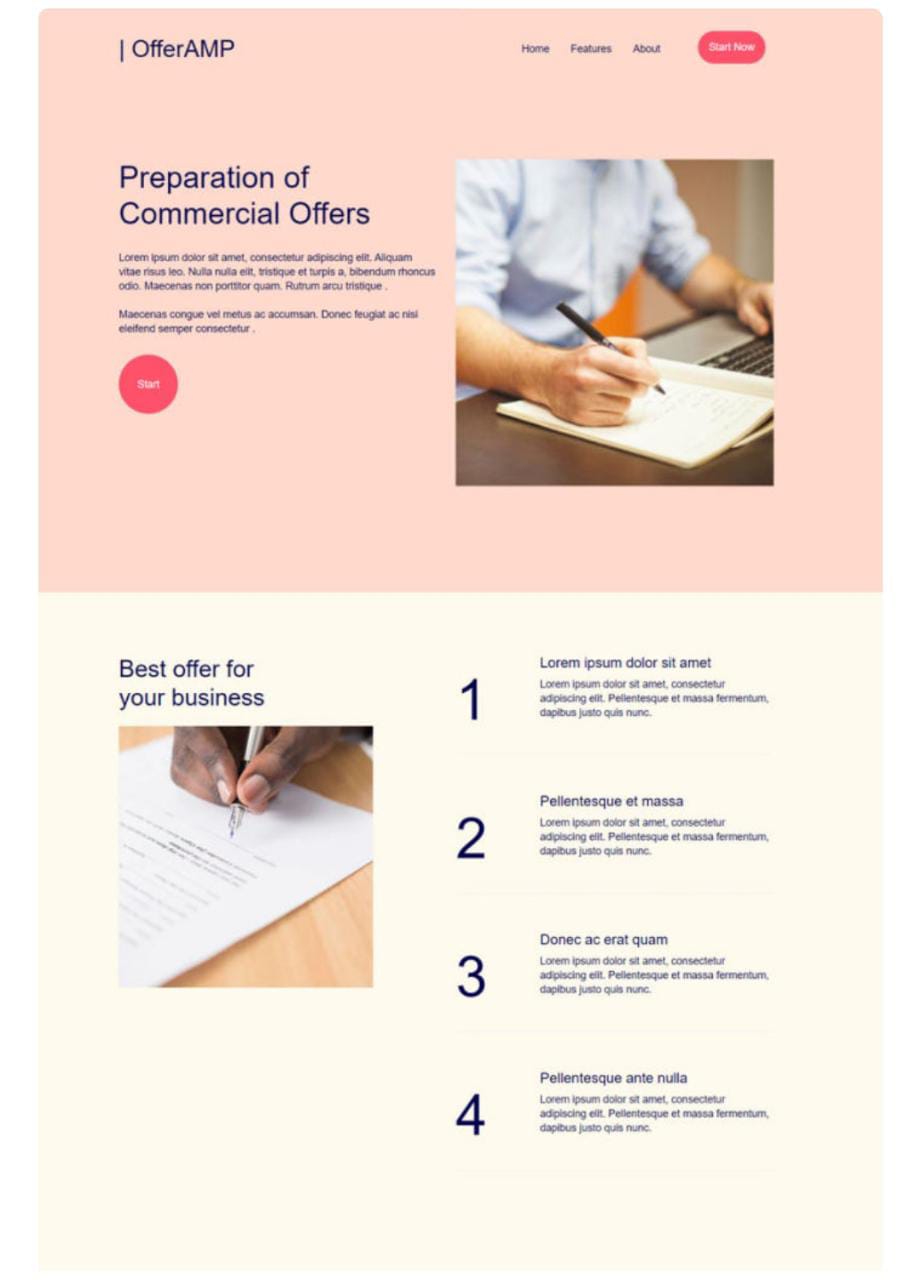 | OfferAMP
Home Features About Start Now
Preparation of
Commercial Offers
Lorem ipsum dolor sit amet, consectetur adipiscing elit. Aliquam
vitae risus leo. Nulla nulla elit, tristique et turpis a, bibendum rhoncus
odio. Maecenas non porttitor quam. Rutrum arcu tristique .
Maecenas congue vel metus ac accumsan. Donec feugiat ac nisi
eleifend semper consectetur .
Start
Best offer for
your business
1
Lorem ipsum dolor sit amet
Lorem ipsum dolor sit amet, consectetur
adipiscing elit. Pellentesque et massa fermentum,
dapibus justo quis nunc.
2
Pellentesque et massa
Lorem ipsum dolor sit amet, consectetur
adipiscing elit. Pellentesque et massa fermentum,
dapibus justo quis nunc.
3
Donec ac erat quam
Lorem ipsum dolor sit amet, consectetur
adipiscing elit. Pellentesque et massa fermentum,
dapibus justo quis nunc.
4
Pellentesque ante nulla
Lorem ipsum dolor sit amet, consectetur
adipiscing elit. Pellentesque et massa fermentum,
dapibus justo quis nunc.